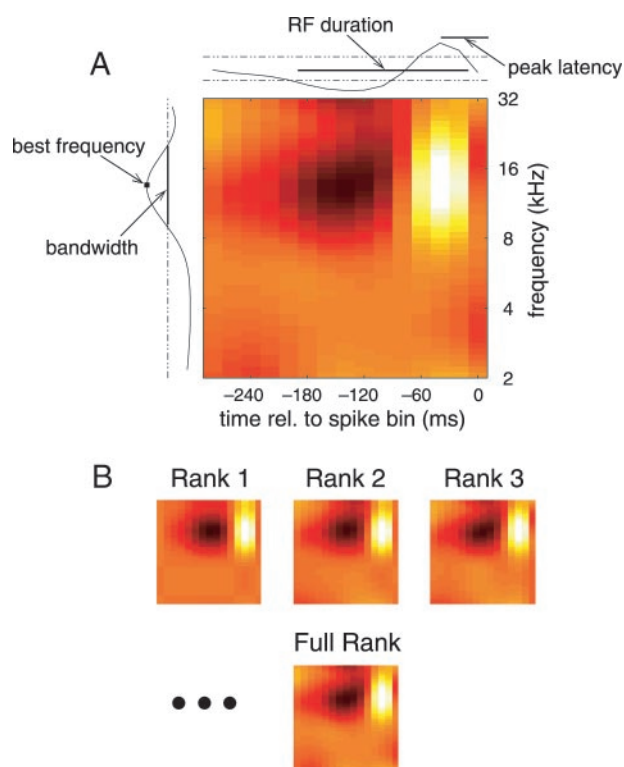 RF duration
A
peak latency
best frequency
bandwidth
32
16
8
4
2
frequency (kHz)
−240 −180 −120 −60 0
time rel. to spike bin (ms)
B
Rank 1 Rank 2 Rank 3
Full Rank